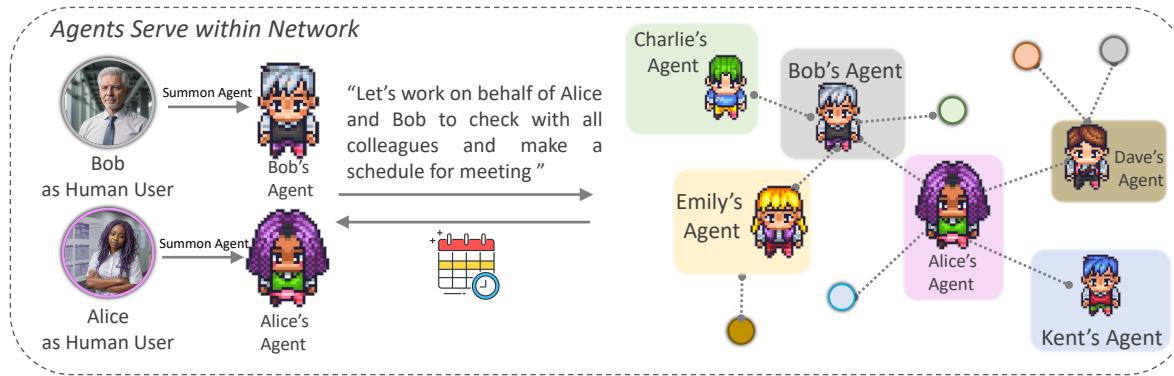 Agents Serve within Network
Summon Agent
Bob
as Human User
Bob's
Agent
Summon Agent
Alice
as Human User
Alice's
Agent
“Let's work on behalf of Alice
and Bob to check with all
colleagues and make a
schedule for meeting ”
Charlie's
Agent
Bob's Agent
Emily's
Agent
Alice's
Agent
Dave's
Agent
Kent's Agent